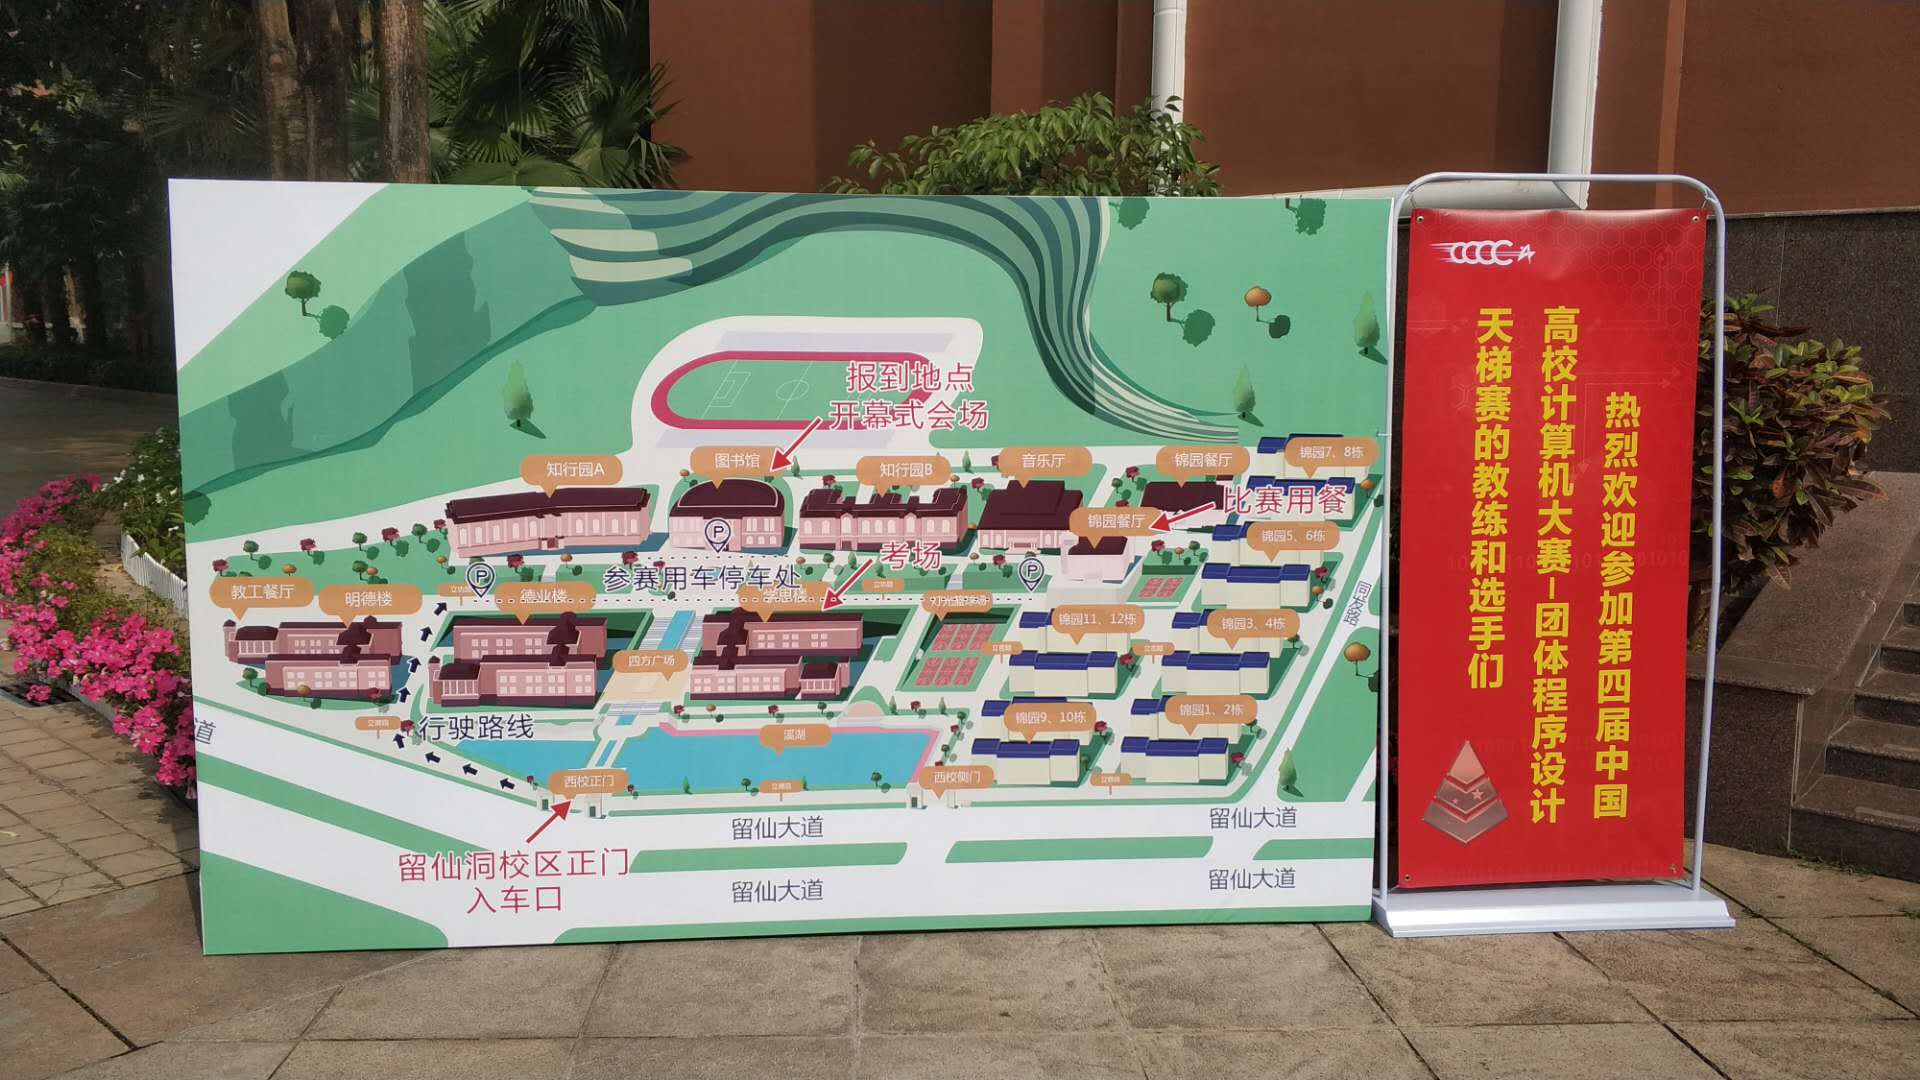 报到地点
开幕式会场
知行园A
图书馆
知行园B
音乐厅
锦园餐厅
锦园7、8栋
比赛用餐
锦园餐厅
锦园5、6栋
P
P
P
考场
参赛用车停车处
教工餐厅
明德楼
德业楼
锦园11、12栋
锦园3、4栋
四方广场
行驶路线
溪湖
锦园9、10栋
锦园1、2栋
西校正门
西校侧门
道
留仙大道
留仙大道
留仙洞校区正门
入车口
留仙大道
留仙大道
CCCC
热烈欢迎参加第四届中国
高校计算机大赛-团体程序设计
天梯赛的教练和选手们